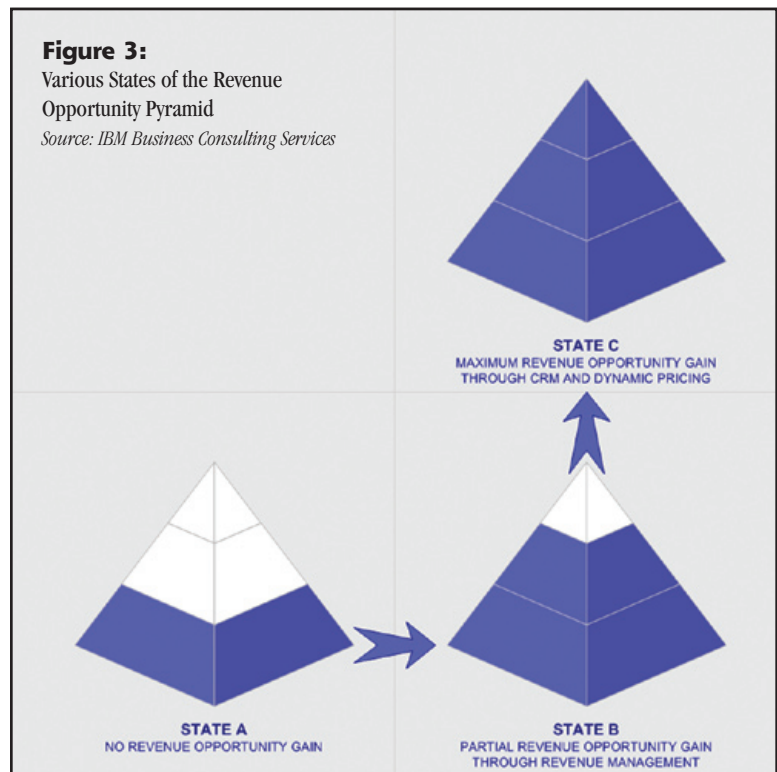 Figure 3:
Various States of the Revenue
Opportunity Pyramid
Source: IBM Business Consulting Services
STATE C
MAXIMUM REVENUE OPPORTUNITY GAIN
THROUGH CRM AND DYNAMIC PRICING
STATE A
NO REVENUE OPPORTUNITY GAIN
STATE B
PARTIAL REVENUE OPPORTUNITY GAIN
THROUGH REVENUE MANAGEMENT